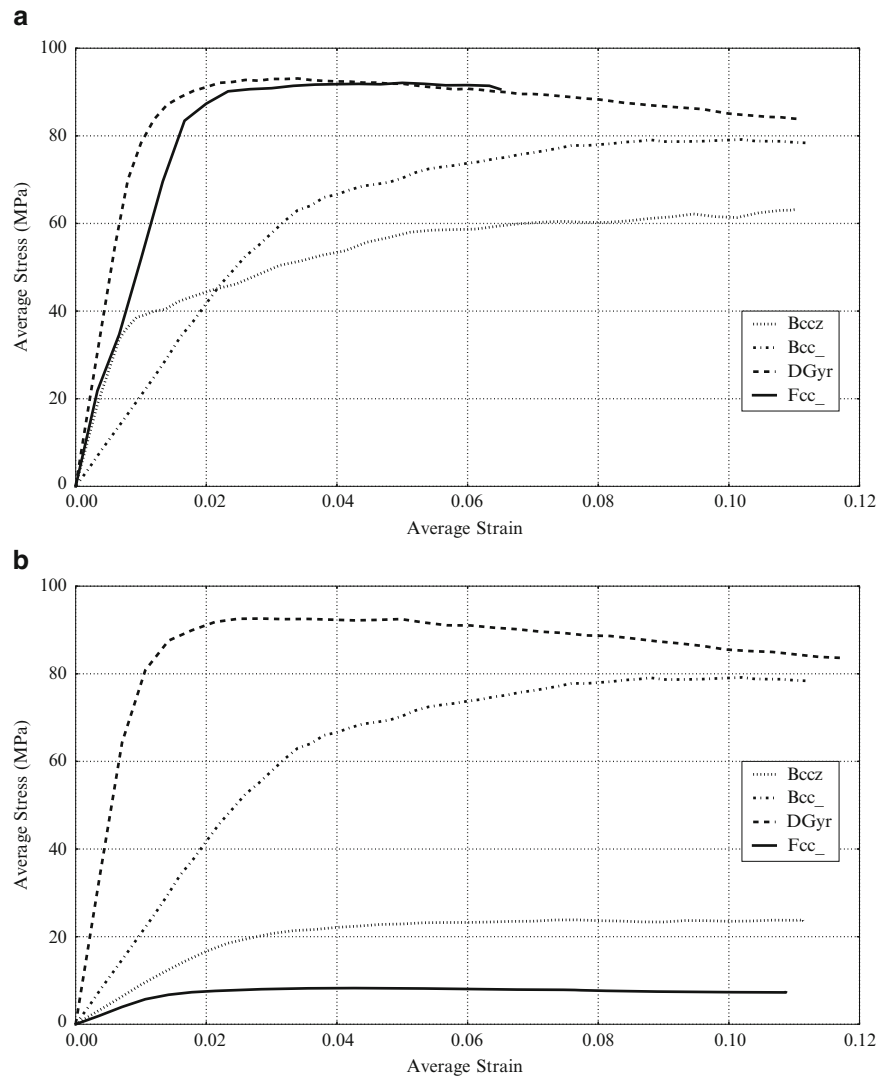 a
100
80
60
40
20
0
Average Stress (MPa)
Bccz
Bcc_
DGyr
Fcc_
0.00 0.02 0.04 0.06 0.08 0.10 0.12
Average Strain
b
100
80
60
40
20
0
Average Stress (MPa)
Bccz
Bcc_
DGyr
Fcc_
0.00 0.02 0.04 0.06 0.08 0.10 0.12
Average Strain